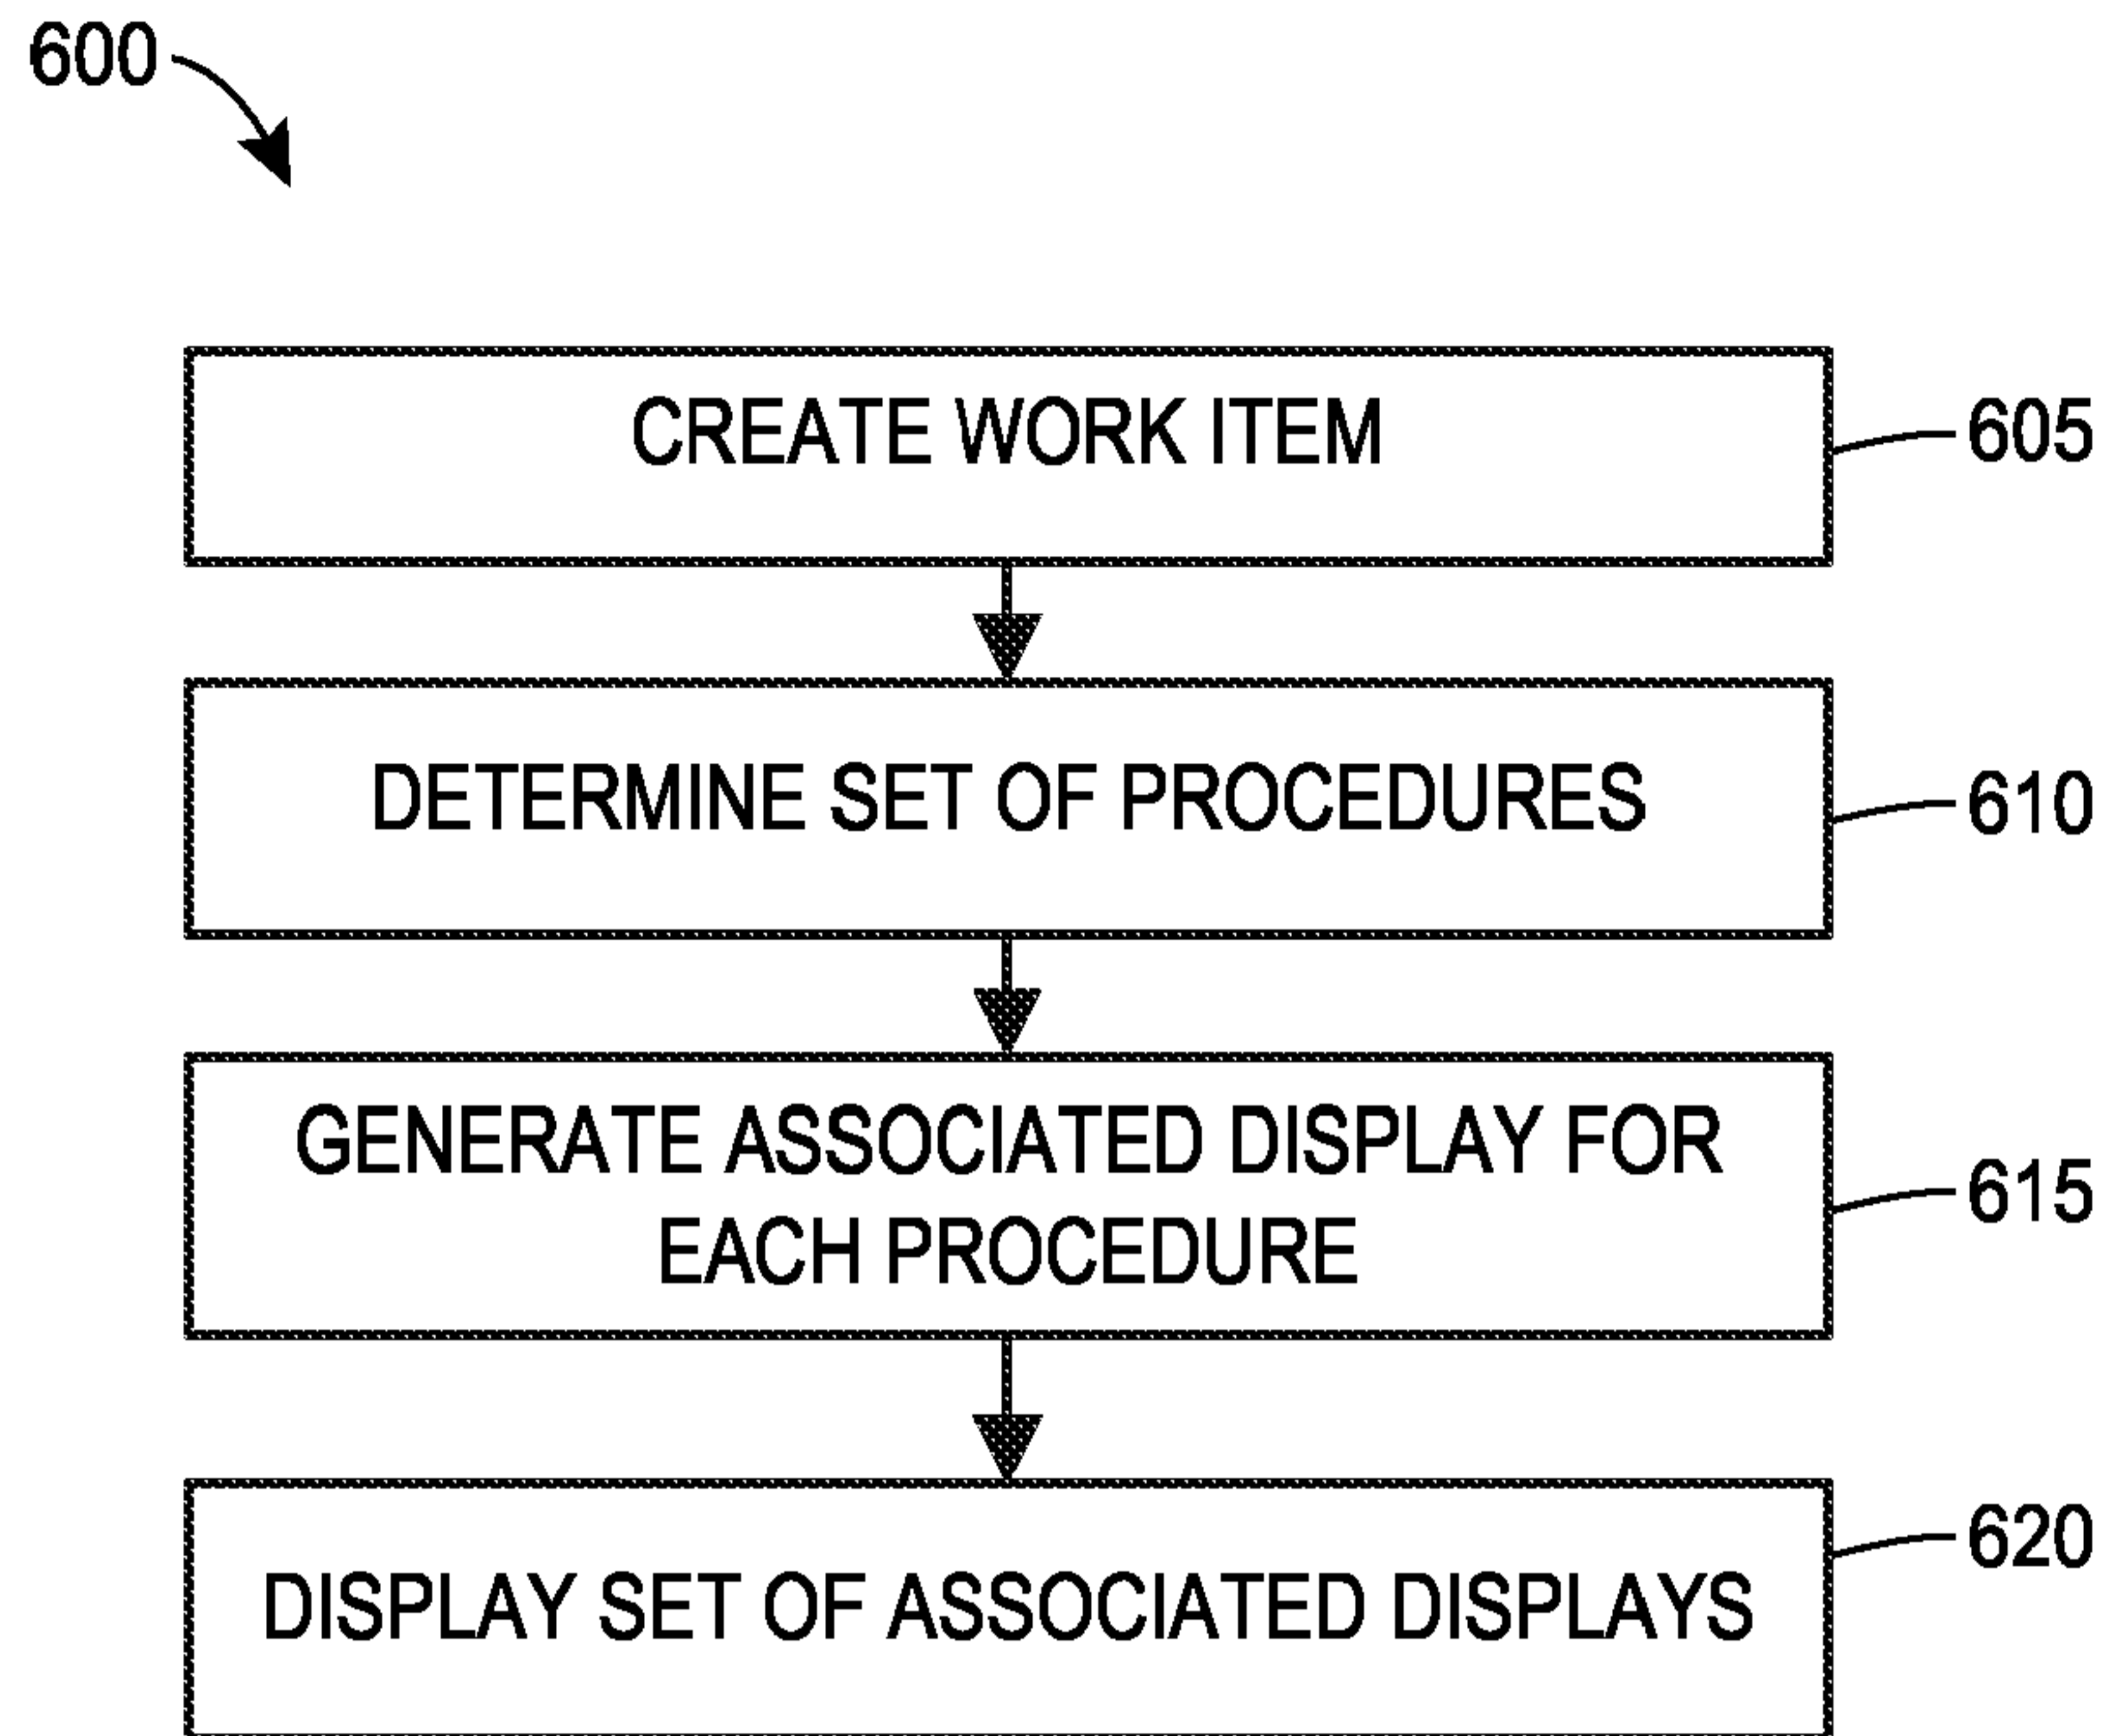 600
CREATE WORK ITEM
605
DETERMINE SET OF PROCEDURES
610
GENERATE ASSOCIATED DISPLAY FOR
EACH PROCEDURE
615
620
DISPLAY SET OF ASSOCIATED DISPLAYS